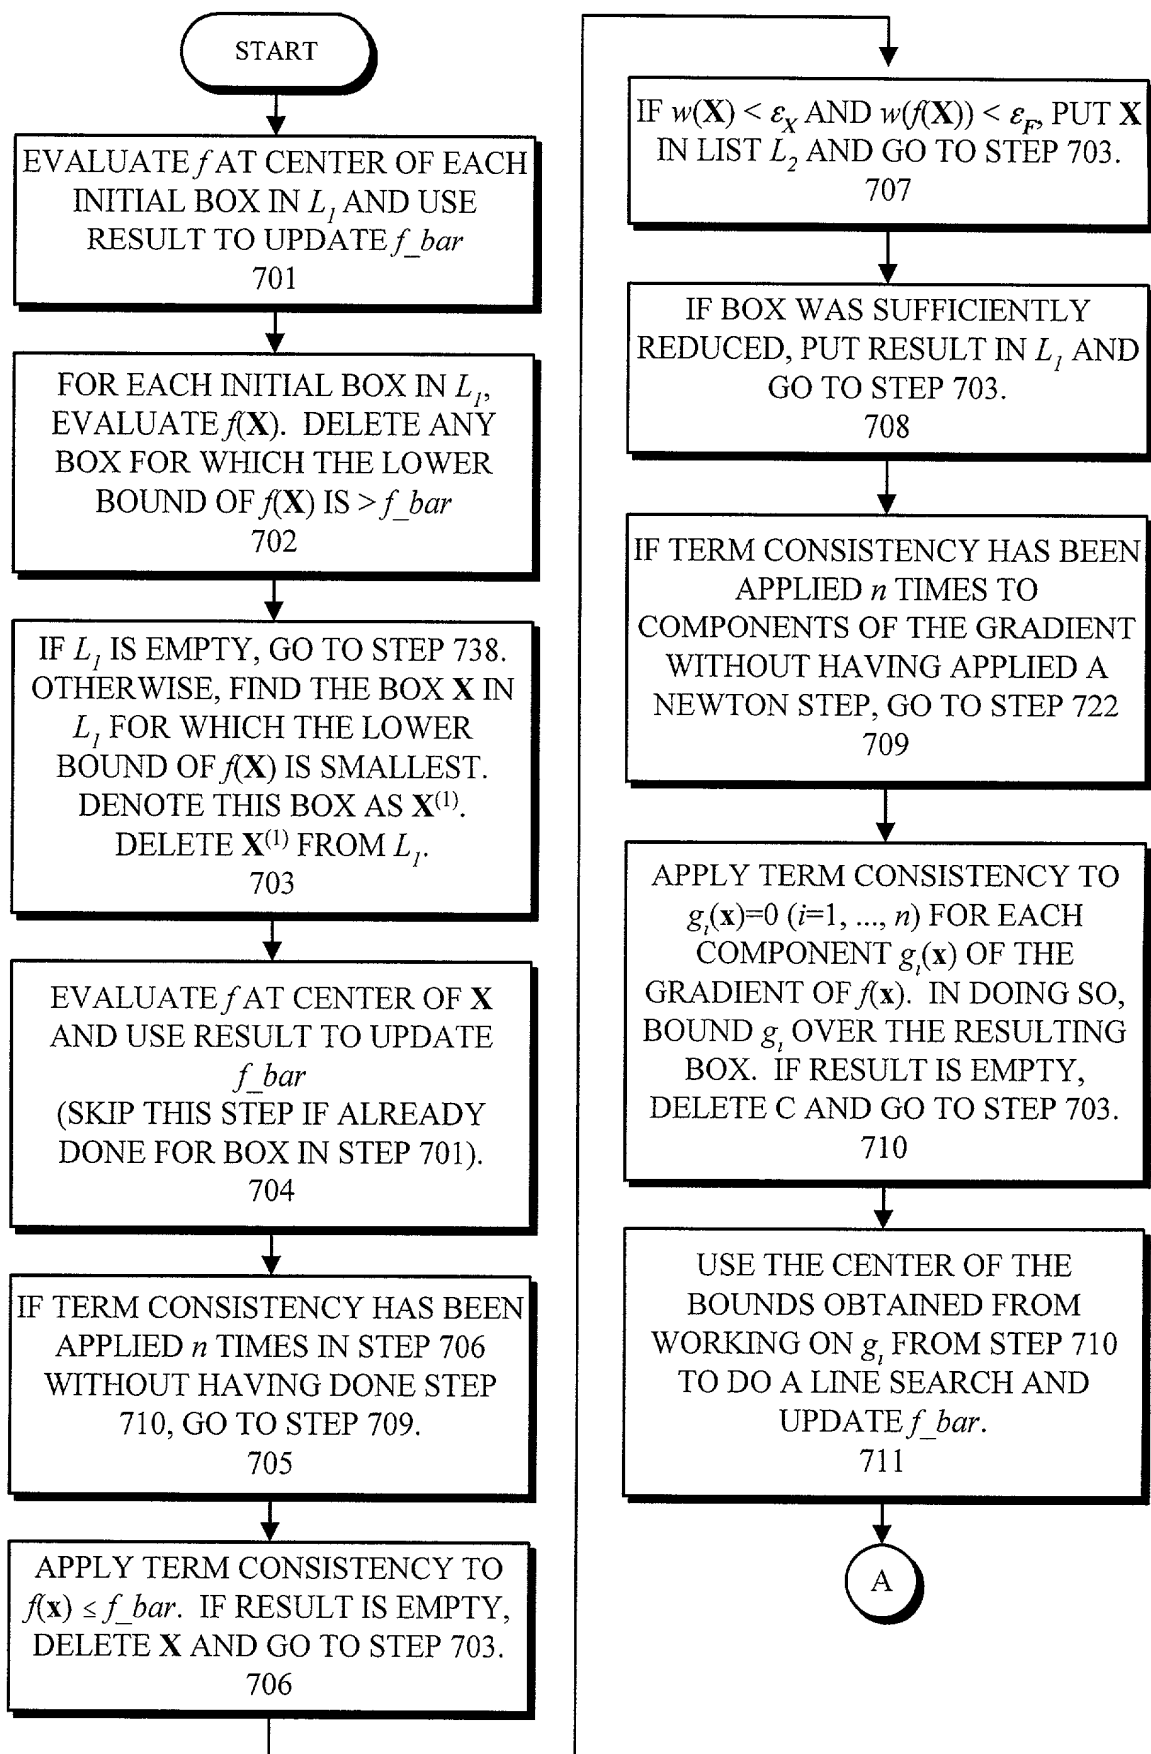 START
EVALUATE f AT CENTER OF EACH
INITIAL BOX IN L₁ AND USE
RESULT TO UPDATE f_bar
701
FOR EACH INITIAL BOX IN L₁,
EVALUATE f(X). DELETE ANY
BOX FOR WHICH THE LOWER
BOUND OF f(X) IS > f_bar
702
IF L₁ IS EMPTY, GO TO STEP 738.
OTHERWISE, FIND THE BOX X IN
L₁ FOR WHICH THE LOWER
BOUND OF f(X) IS SMALLEST.
DENOTE THIS BOX AS X⁽¹⁾.
DELETE X⁽¹⁾ FROM L₁.
703
EVALUATE f AT CENTER OF X
AND USE RESULT TO UPDATE
f_bar
(SKIP THIS STEP IF ALREADY
DONE FOR BOX IN STEP 701).
704
IF TERM CONSISTENCY HAS BEEN
APPLIED n TIMES IN STEP 706
WITHOUT HAVING DONE STEP
710, GO TO STEP 709.
705
APPLY TERM CONSISTENCY TO
f(x) ≤ f_bar. IF RESULT IS EMPTY,
DELETE X AND GO TO STEP 703.
706
IF w(X) < ε_X AND w(f(X)) < ε_F, PUT X
IN LIST L₂ AND GO TO STEP 703.
707
IF BOX WAS SUFFICIENTLY
REDUCED, PUT RESULT IN L₁ AND
GO TO STEP 703.
708
IF TERM CONSISTENCY HAS BEEN
APPLIED n TIMES TO
COMPONENTS OF THE GRADIENT
WITHOUT HAVING APPLIED A
NEWTON STEP, GO TO STEP 722
709
APPLY TERM CONSISTENCY TO
gᵢ(x)=0 (i=1, ..., n) FOR EACH
COMPONENT gᵢ(x) OF THE
GRADIENT OF f(x). IN DOING SO,
BOUND gᵢ OVER THE RESULTING
BOX. IF RESULT IS EMPTY,
DELETE C AND GO TO STEP 703.
710
USE THE CENTER OF THE
BOUNDS OBTAINED FROM
WORKING ON gᵢ FROM STEP 710
TO DO A LINE SEARCH AND
UPDATE f_bar.
711
A